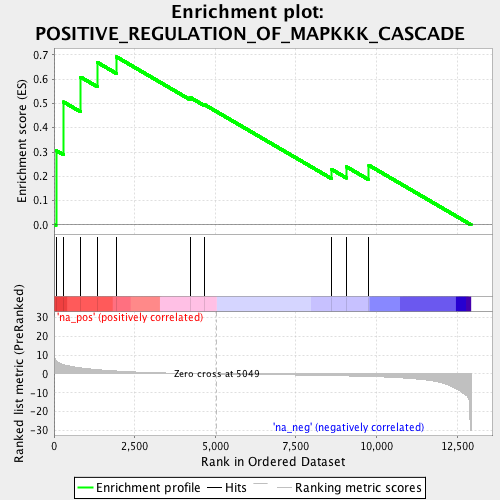 Enrichment plot:
POSITIVE_REGULATION_OF_MAPKKK_CASCADE
Enrichment score (ES)
0.7
0.6
0.5
0.4
0.3
0.2
0.1
0.0
'na_pos' (positively correlated)
Ranked list metric (PreRanked)
30
20
10
0
-10
-20
-30
Zero cross at 5049
'na_neg' (negatively correlated)
0
2,500
5,000
7,500
10,000
12,500
Rank in Ordered Dataset
Enrichment profile
Hits
Ranking metric scores